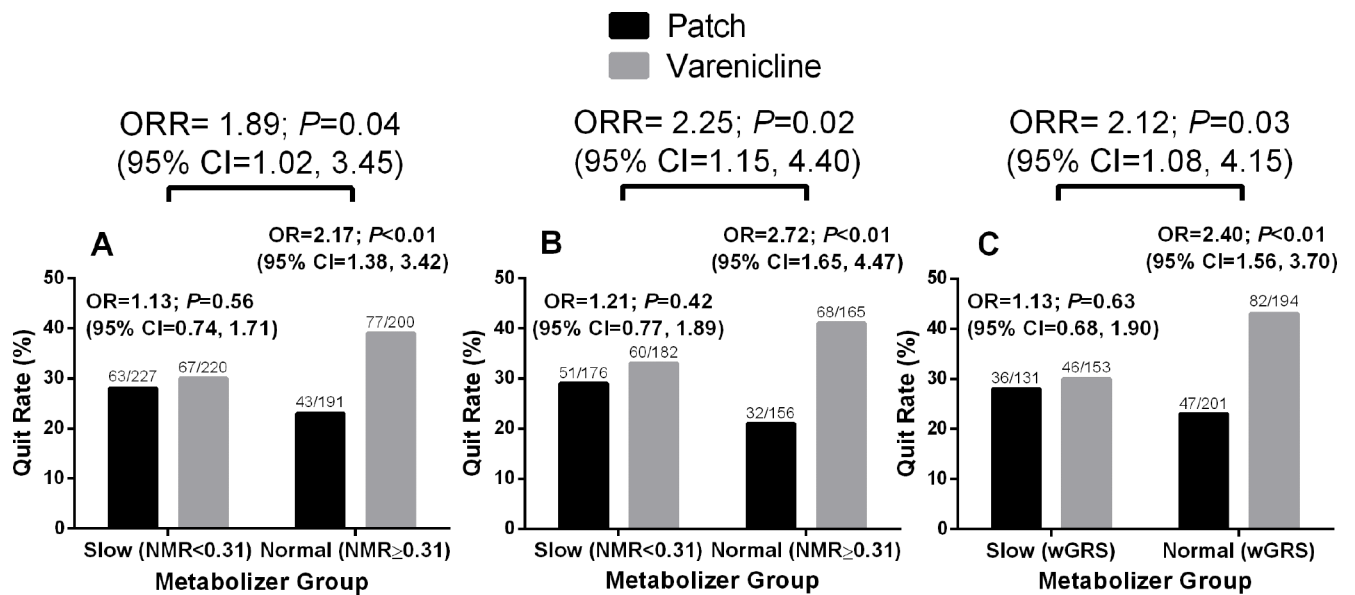 Patch
Varenicline
ORR= 1.89; P=0.04
(95% CI=1.02, 3.45)
A
OR=2.17; P<0.01
(95% CI=1.38, 3.42)
OR=1.13; P=0.56
(95% CI=0.74, 1.71)
63/227
67/220
43/191
77/200
50
40
30
20
10
0
Quit Rate (%)
Slow (NMR<0.31)
Normal (NMR≥0.31)
Metabolizer Group
ORR= 2.25; P=0.02
(95% CI=1.15, 4.40)
B
OR=2.72; P<0.01
(95% CI=1.65, 4.47)
OR=1.21; P=0.42
(95% CI=0.77, 1.89)
51/176
60/182
32/156
68/165
50
40
30
20
10
0
Quit Rate (%)
Slow (NMR<0.31)
Normal (NMR≥0.31)
Metabolizer Group
ORR= 2.12; P=0.03
(95% CI=1.08, 4.15)
C
OR=2.40; P<0.01
(95% CI=1.56, 3.70)
OR=1.13; P=0.63
(95% CI=0.68, 1.90)
36/131
46/153
47/201
82/194
50
40
30
20
10
0
Quit Rate (%)
Slow (wGRS)
Normal (wGRS)
Metabolizer Group